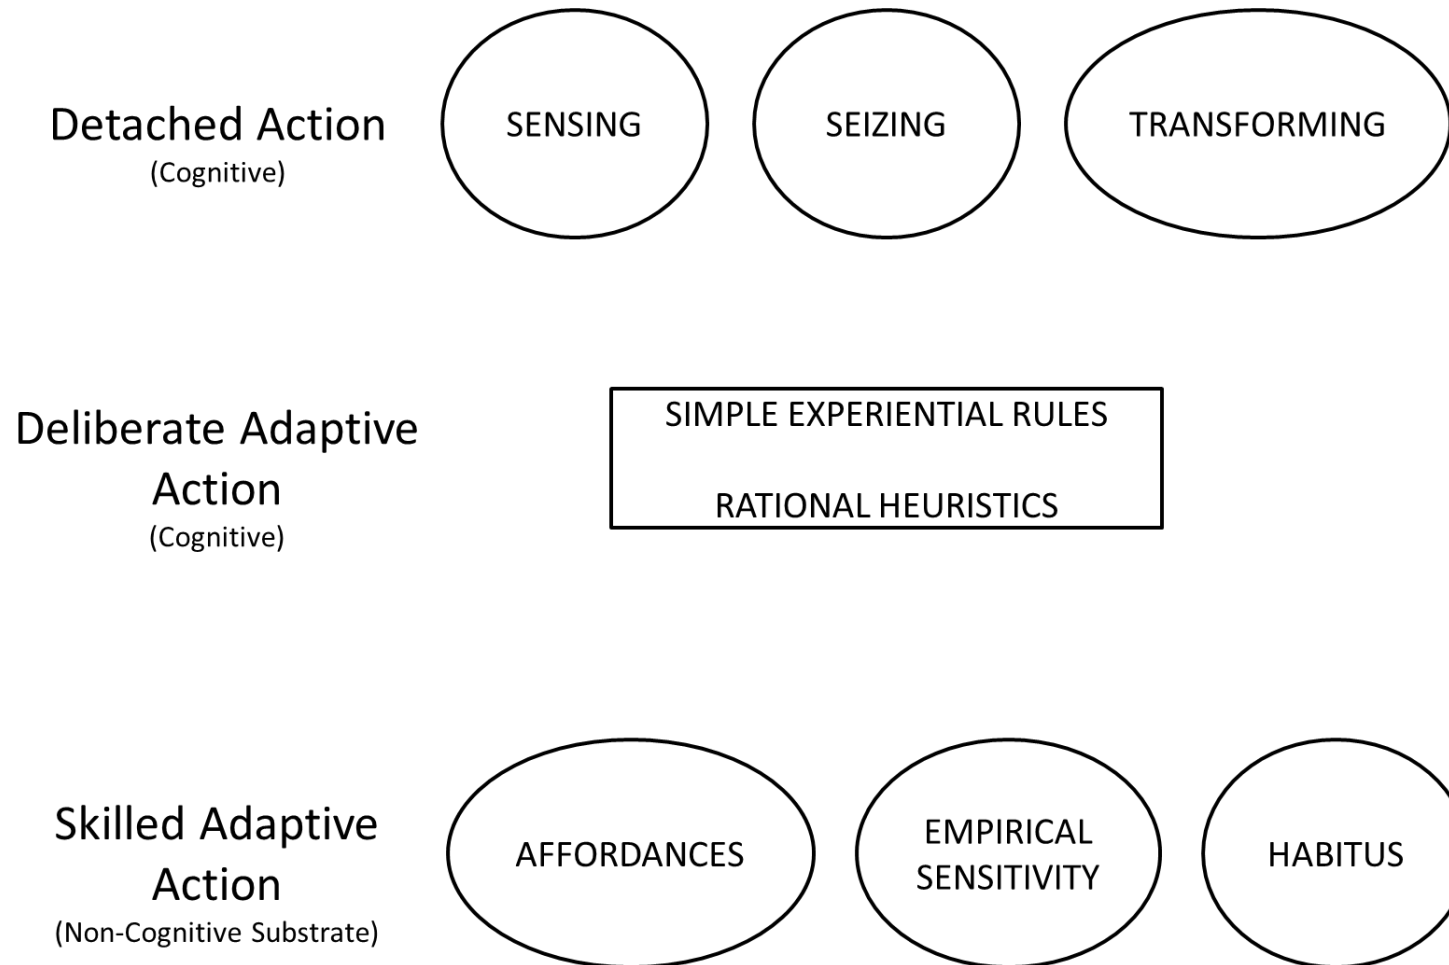 Detached Action
(Cognitive)
SENSING
SEIZING
TRANSFORMING
Deliberate Adaptive
Action
(Cognitive)
SIMPLE EXPERIENTIAL RULES
RATIONAL HEURISTICS
Skilled Adaptive
Action
(Non-Cognitive Substrate)
AFFORDANCES
EMPIRICAL
SENSITIVITY
HABITUS